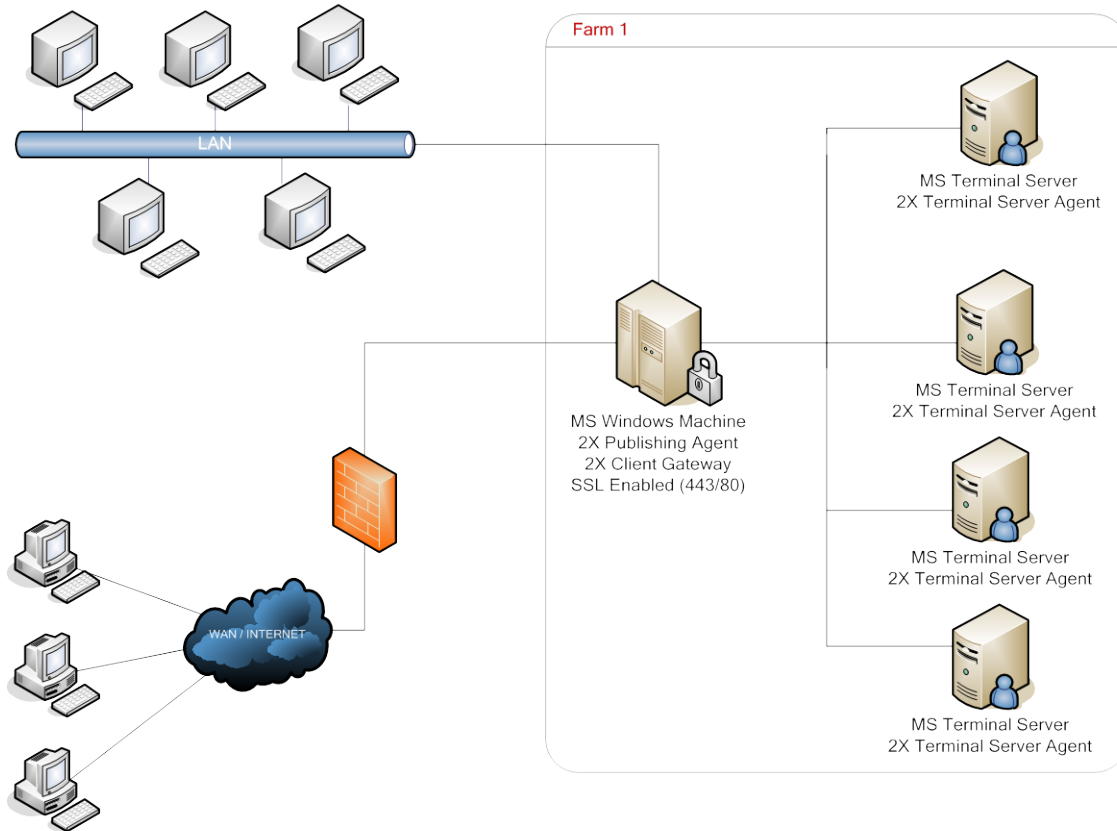 Farm 1
LAN
MS Terminal Server
2X Terminal Server Agent
MS Terminal Server
2X Terminal Server Agent
MS Windows Machine
2X Publishing Agent
2X Client Gateway
SSL Enabled (443/80)
MS Terminal Server
2X Terminal Server Agent
WAN / INTERNET
MS Terminal Server
2X Terminal Server Agent